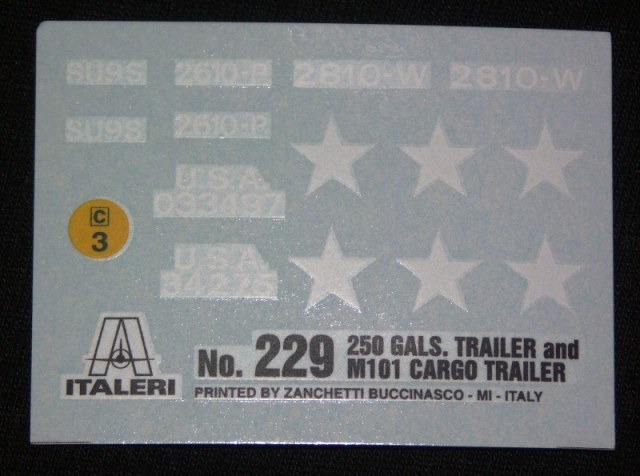 SU9S 2610-P 2810-W 2810-W
SU9S 2610-P
U.S.A.
033497
C
3
U.S.A.
34275
ITALERI
No. 229 250 GALS. TRAILER and
M101 CARGO TRAILER
PRINTED BY ZANCHETTI BUCCINASCO - MI - ITALY